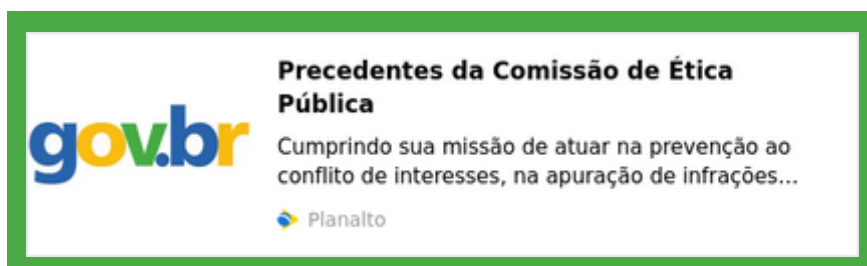 gov.br
Precedentes da Comissão de Ética
Pública
Cumprindo sua missão de atuar na prevenção ao
conflito de interesses, na apuração de infrações...
Planalto